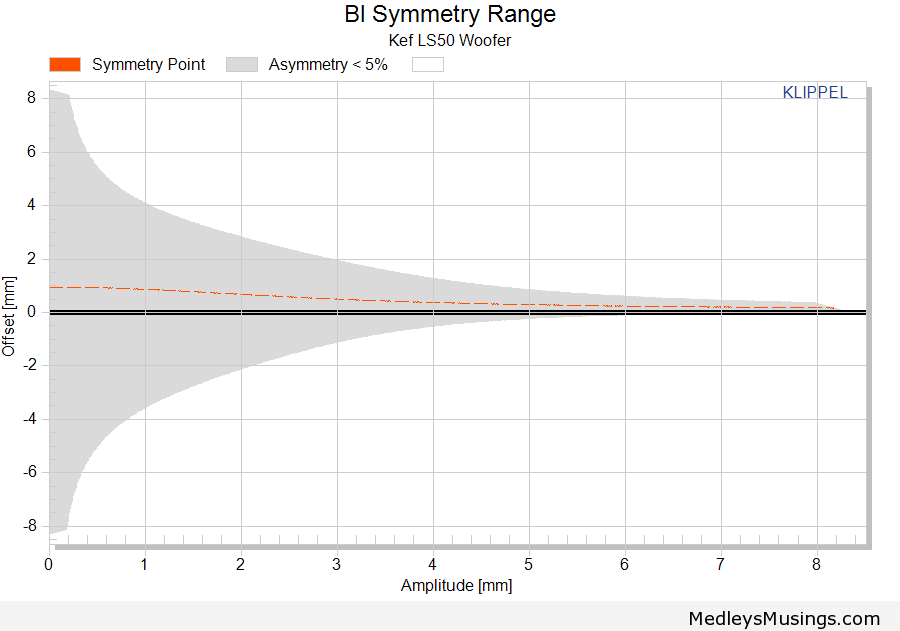 Bl Symmetry Range
Kef LS50 Woofer
Symmetry Point Asymmetry < 5%
KLIPPEL
8
6
4
2
0
-2
-4
-6
-8
Offset [mm]
0 1 2 3 4 5 6 7 8
Amplitude [mm]
MedleysMusings.com